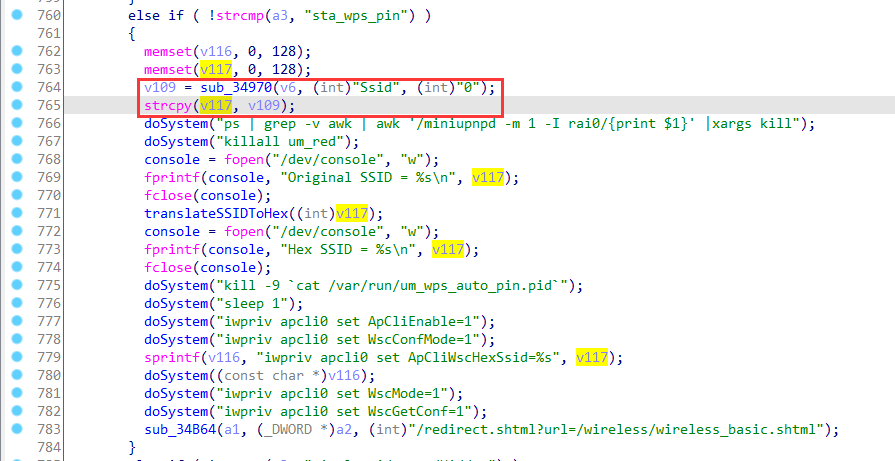 760 else if ( !strcmp(a3, "sta_wps_pin") )
761 {
762 memset(v116, 0, 128);
763 memset(v117, 0, 128);
764 v109 = sub_34970(v6, (int)"Ssid", (int)"0");
765 strcpy(v117, v109);
766 doSystem("ps | grep -v awk | awk '/miniupnpd -m 1 -I rai0/{print $1}' |xargs kill");
767 doSystem("killall um_red");
768 console = fopen("/dev/console", "w");
769 fprintf(console, "Original SSID = %s\n", v117);
770 fclose(console);
771 translateSSIDToHex((int)v117);
772 console = fopen("/dev/console", "w");
773 fprintf(console, "Hex SSID = %s\n", v117);
774 fclose(console);
775 doSystem("kill -9 `cat /var/run/um_wps_auto_pin.pid`");
776 doSystem("sleep 1");
777 doSystem("iwpriv apcli0 set ApCliEnable=1");
778 doSystem("iwpriv apcli0 set WscConfMode=1");
779 sprintf(v116, "iwpriv apcli0 set ApCliWscHexSsid=%s", v117);
780 doSystem((const char *)v116);
781 doSystem("iwpriv apcli0 set WscMode=1");
782 doSystem("iwpriv apcli0 set WscGetConf=1");
783 sub_34B64(a1, (_DWORD *)a2, (int)"/redirect.shtml?url=/wireless/wireless_basic.shtml");
784 }